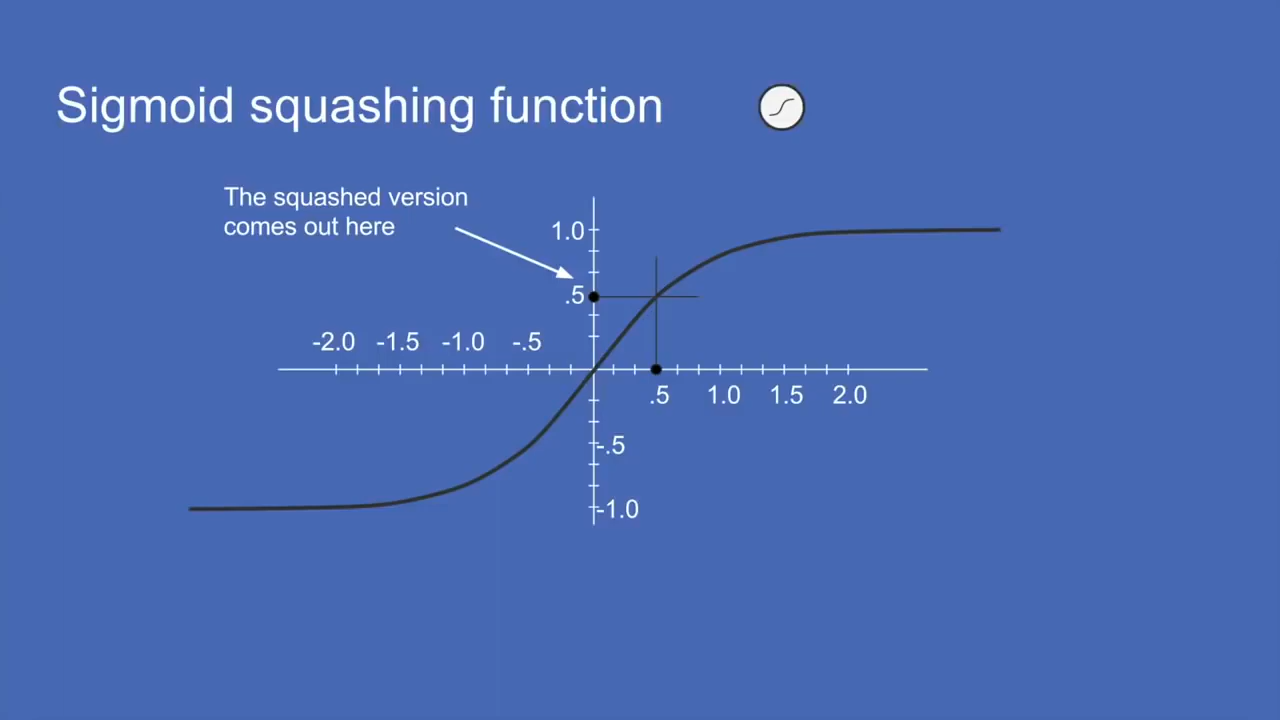 Sigmoid squashing function
The squashed version
comes out here
1.0
.5
-2.0 -1.5 -1.0 -.5
.5 1.0 1.5 2.0
-.5
-1.0